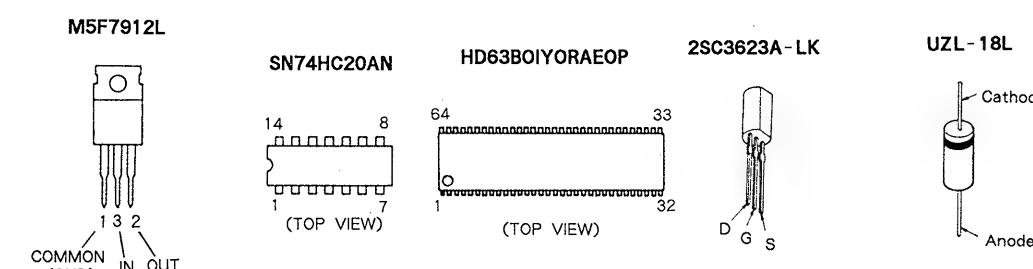 M5F7912L
1 3 2
COMMON
IN OUT
SN74HC20AN
14 8
1 7
(TOP VIEW)
HD63BOIYORAEOP
64 33
1 32
(TOP VIEW)
2SC3623A-LK
D G S
UZL-18L
Cathod
Anode